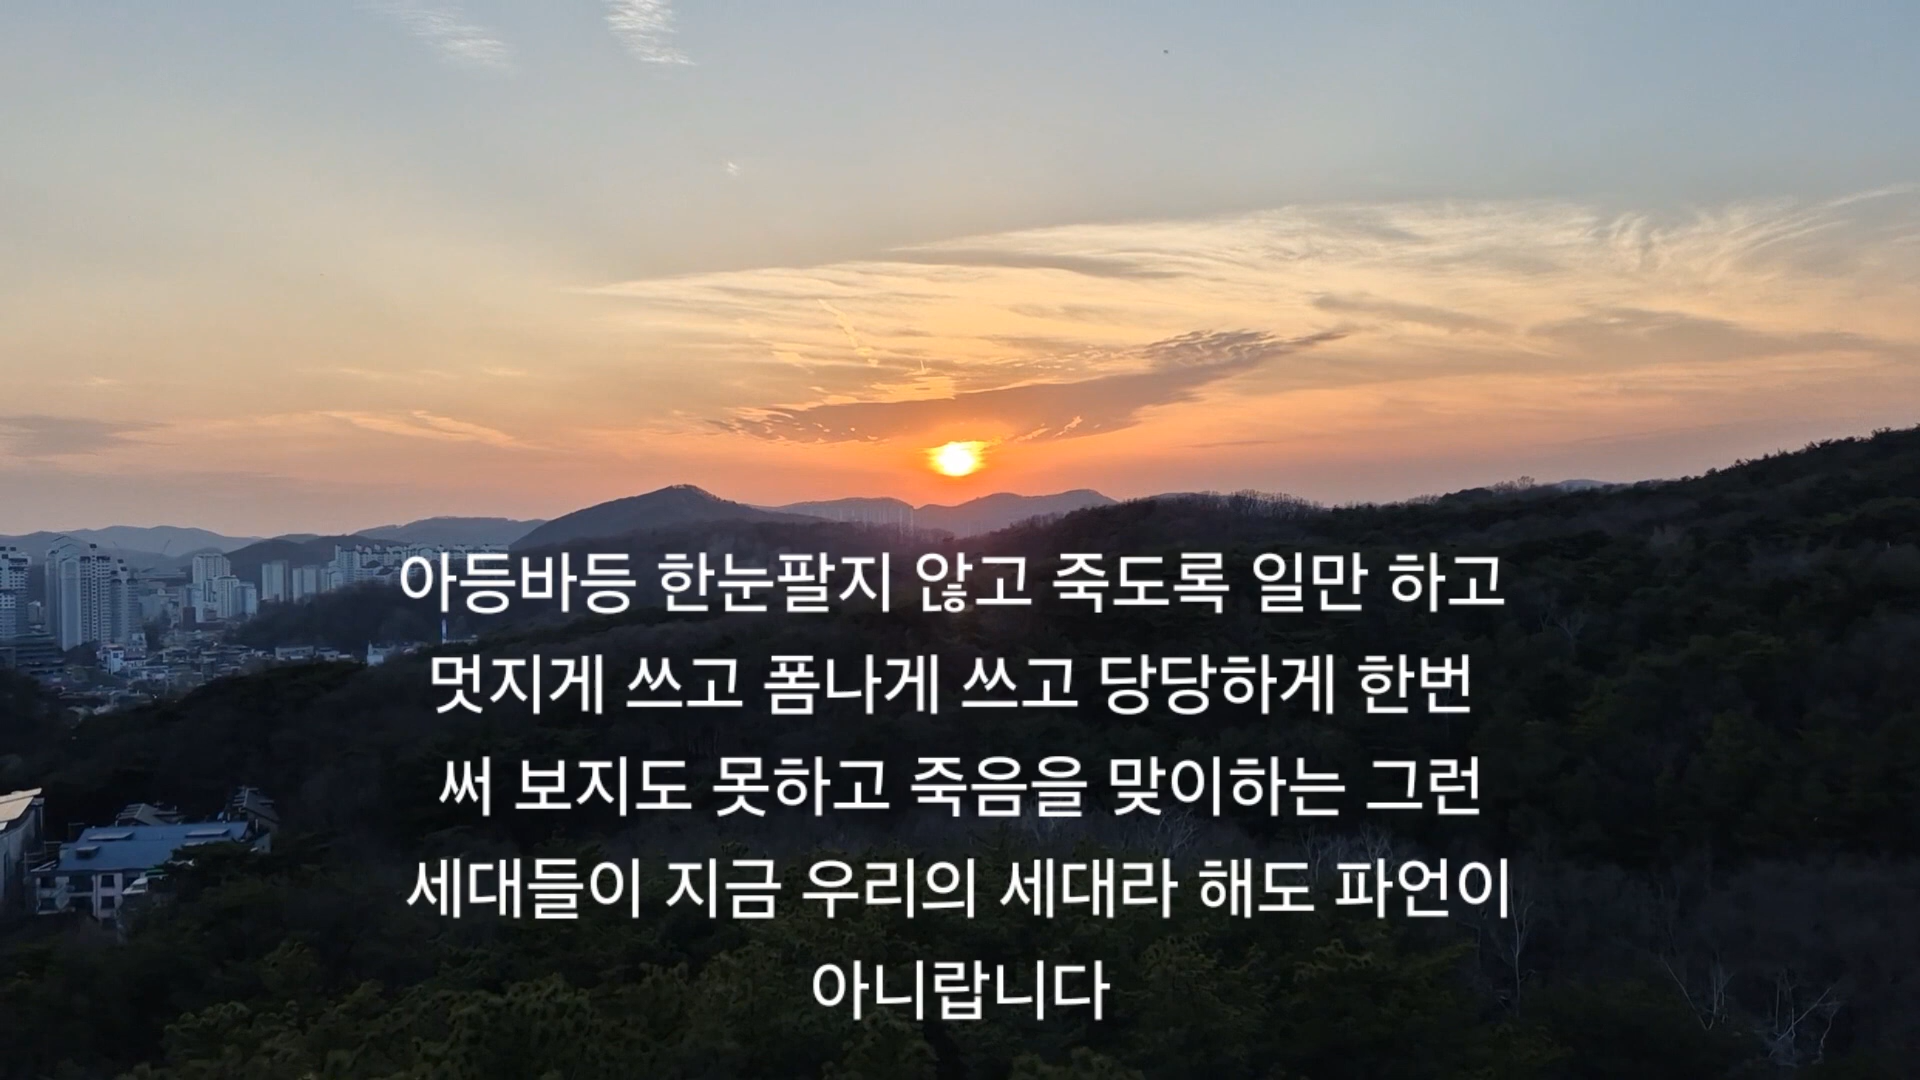 아등바등 한눈팔지 않고 죽도록 일만 하고
멋지게 쓰고 폼나게 쓰고 당당하게 한번
써 보지도 못하고 죽음을 맞이하는 그런
세대들이 지금 우리의 세대라 해도 파언이
아니랍니다